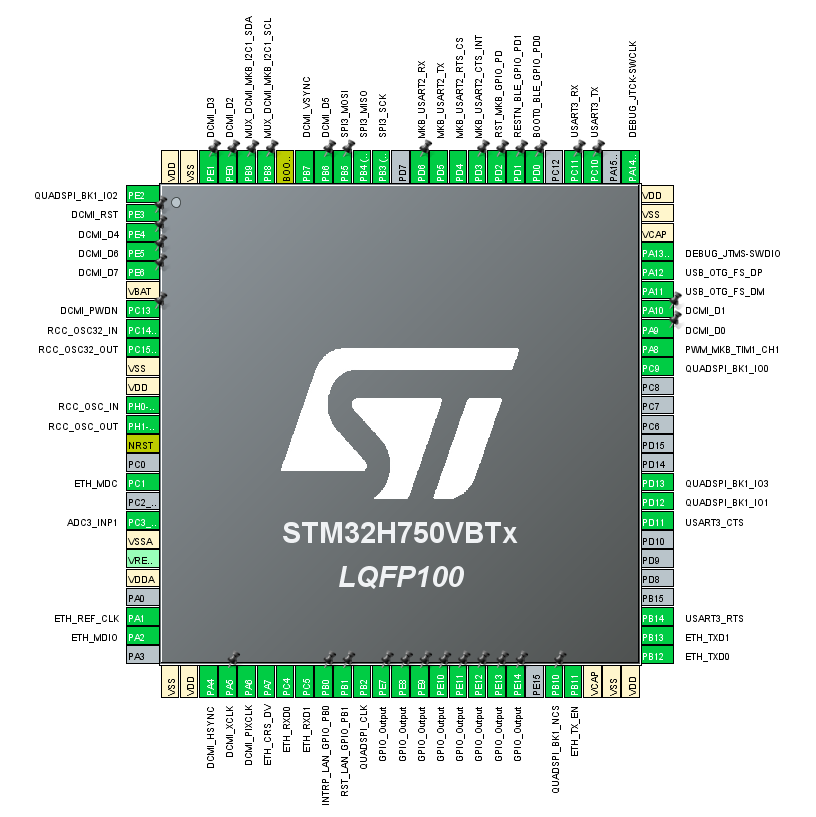 DCMI_D3
DCMI_D2
MUX_DCMI_MKB_I2C1_SDA
MUX_DCMI_MKB_I2C1_SCL
DCMI_VSYNC
DCMI_D5
SPI3_MOSI
SPI3_MISO
SPI3_SCK
MKB_USART2_RX
MKB_USART2_TX
MKB_USART2_RTS_CS
MKB_USART2_CTS_INT
RST_MKB_GPIO_PD
RESTN_BLE_GPIO_PD1
BOOT0_BLE_GPIO_PD0
USART3_RX
USART3_TX
DEBUG_JTCK-SWCLK
VDD
VSS
PE1
PE0
PB9
PB8
BOO..
PB7
PB6
PB5
PB4 (..
PB3 (..
PD7
PD6
PD5
PD4
PD3
PD2
PD1
PD0
PC12
PC11
PC10
PA15..
PA14..
QUADSPI_BK1_IO2 PE2
DCMI_RST PE3
DCMI_D4 PE4
DCMI_D6 PE5
DCMI_D7 PE6
VBAT
DCMI_PWDN PC13
RCC_OSC32_IN PC14..
RCC_OSC32_OUT PC15..
VSS
VDD
RCC_OSC_IN PH0-..
RCC_OSC_OUT PH1-..
NRST
PC0
ETH_MDC PC1
PC2_..
ADC3_INP1 PC3_..
VSSA
VRE..
VDDA
PA0
ETH_REF_CLK PA1
ETH_MDIO PA2
PA3
ST
STM32H750VBTx
LQFP100
VDD
VSS
VCAP
PA13.. DEBUG_JTMS-SWDIO
PA12 USB_OTG_FS_DP
PA11 USB_OTG_FS_DM
PA10 DCMI_D1
PA9 DCMI_D0
PA8 PWM_MKB_TIM1_CH1
PC9 QUADSPI_BK1_IO0
PC8
PC7
PC6
PD15
PD14
PD13 QUADSPI_BK1_IO3
PD12 QUADSPI_BK1_IO1
PD11 USART3_CTS
PD10
PD9
PD8
PB15
PB14 USART3_RTS
PB13 ETH_TXD1
PB12 ETH_TXD0
VSS
VDD
PA4
PA5
PA6
PA7
PC4
PC5
PB0
PB1
PB2
PE7
PE8
PE9
PE10
PE11
PE12
PE13
PE14
PE15
PB10
PB11
VCAP
VSS
VDD
DCMI_HSYNC
DCMI_XCLK
DCMI_PIXCLK
ETH_CRS_DV
ETH_RXD0
ETH_RXD1
INTRP_LAN_GPIO_PB0
RST_LAN_GPIO_PB1
QUADSPI_CLK
GPIO_Output
GPIO_Output
GPIO_Output
GPIO_Output
GPIO_Output
GPIO_Output
GPIO_Output
GPIO_Output
QUADSPI_BK1_NCS
ETH_TX_EN